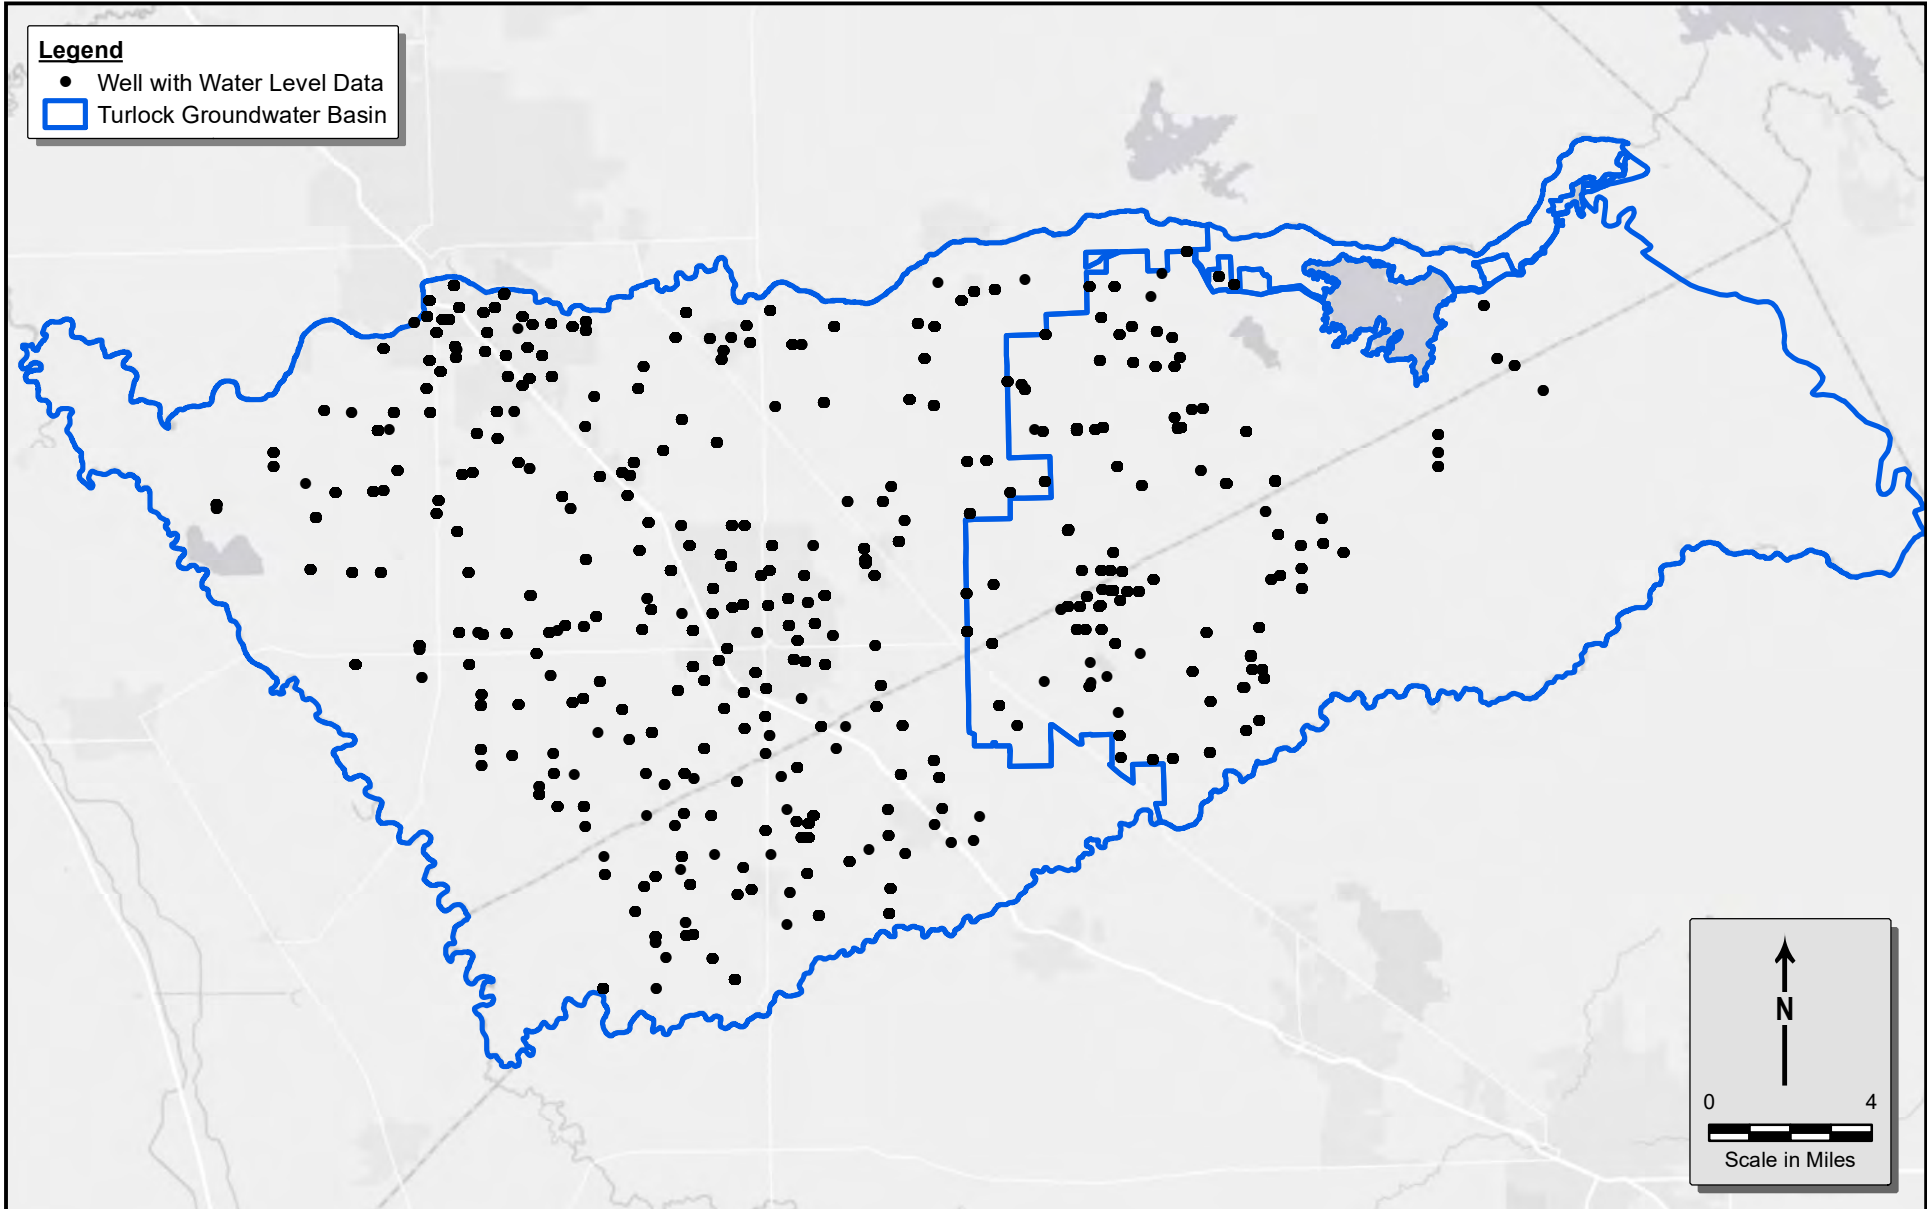 Legend
Well with Water Level Data
Turlock Groundwater Basin
N
0 4
Scale in Miles